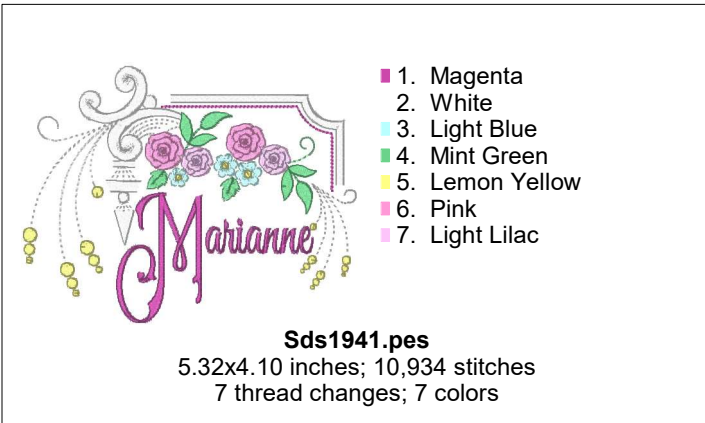 Marianne
1. Magenta
2. White
3. Light Blue
4. Mint Green
5. Lemon Yellow
6. Pink
7. Light Lilac
Sds1941.pes
5.32x4.10 inches; 10,934 stitches
7 thread changes; 7 colors